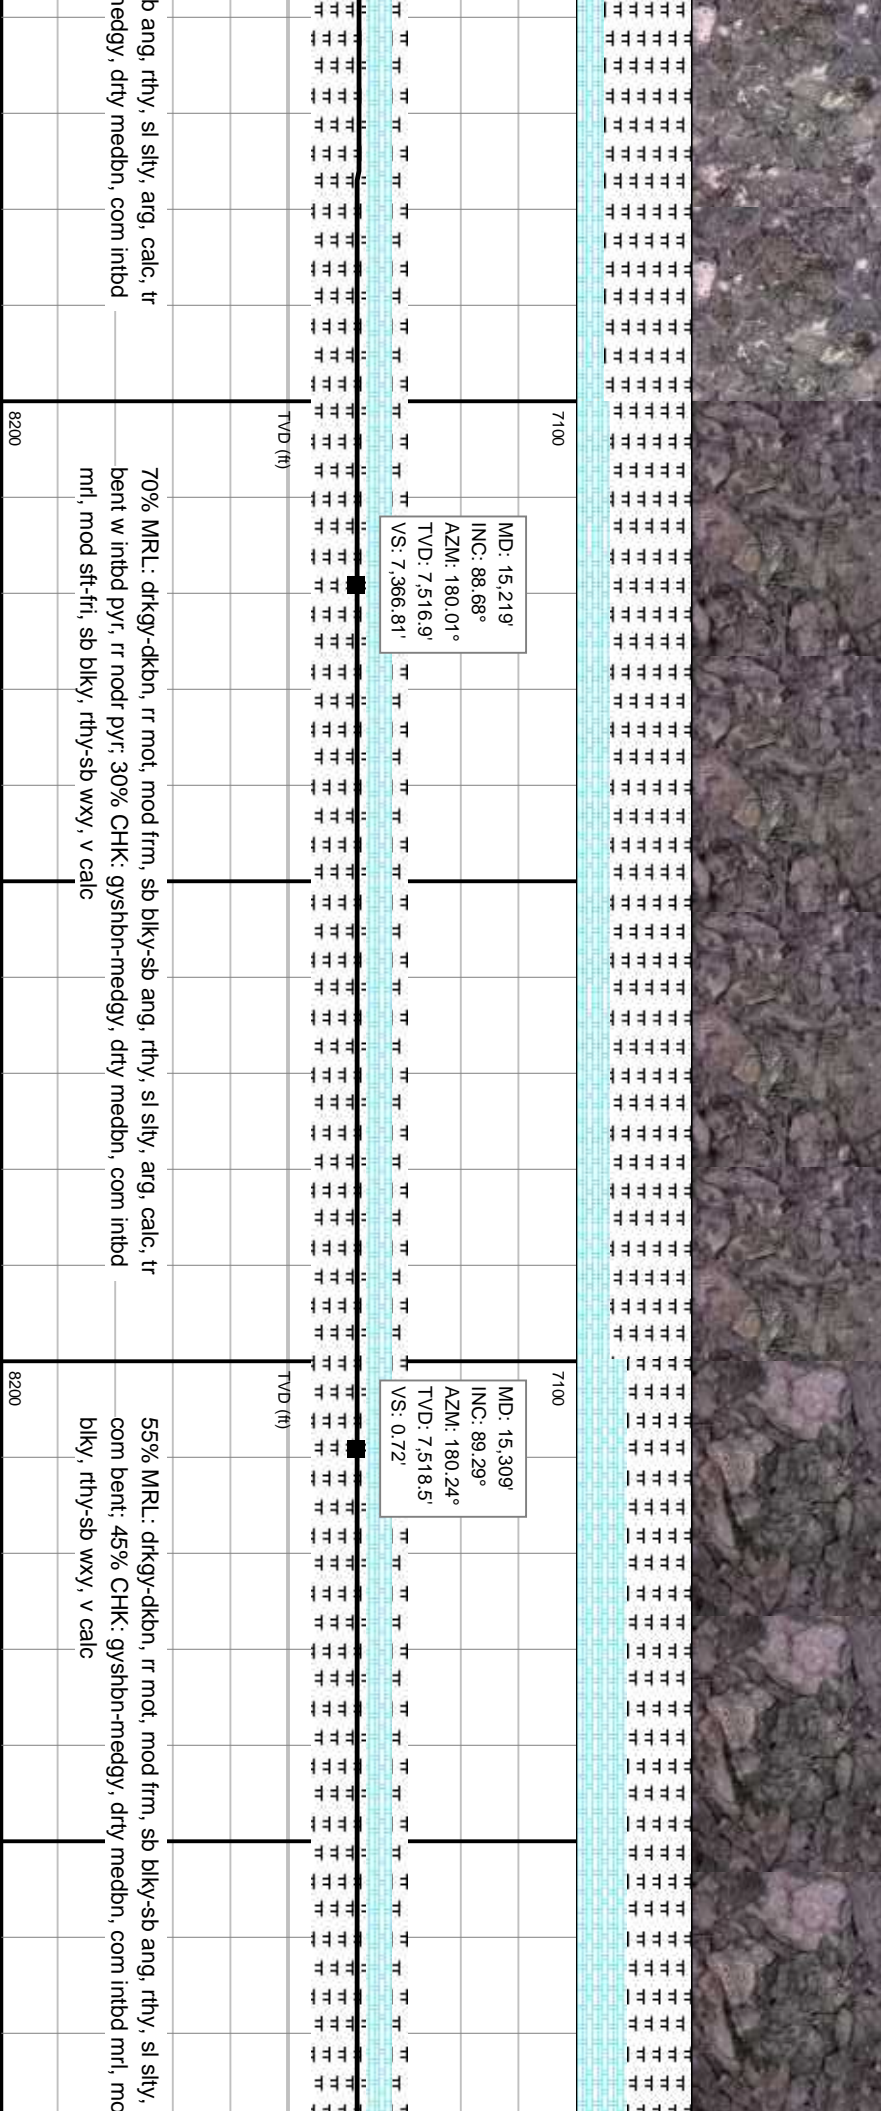 b ang, rthy, sl slty, arg, calc, tr
medgy, drty medbn, com intbd
7100
TVD (ft)
8200
MD: 15,219'
INC: 88.68°
AZM: 180.01°
TVD: 7,516.9'
VS: 7,366.81'
70% MRL: drkgy-dkbn, rr mot, mod frm, sb blky-sb ang, rthy, sl slty, arg, calc, tr
bent w intbd pyr, rr nodr pyr; 30% CHK: gyshbn-medgy, drty medbn, com intbd
mrl, mod sft-fri, sb blky, rthy-sb wxy, v calc
7100
TVD (ft)
8200
MD: 15,309'
INC: 89.29°
AZM: 180.24°
TVD: 7,518.5'
VS: 0.72'
55% MRL: drkgy-dkbn, rr mot, mod frm, sb blky-sb ang, rthy, sl slty,
com bent; 45% CHK: gyshbn-medgy, drty medbn, com intbd mrl, mo
blky, rthy-sb wxy, v calc